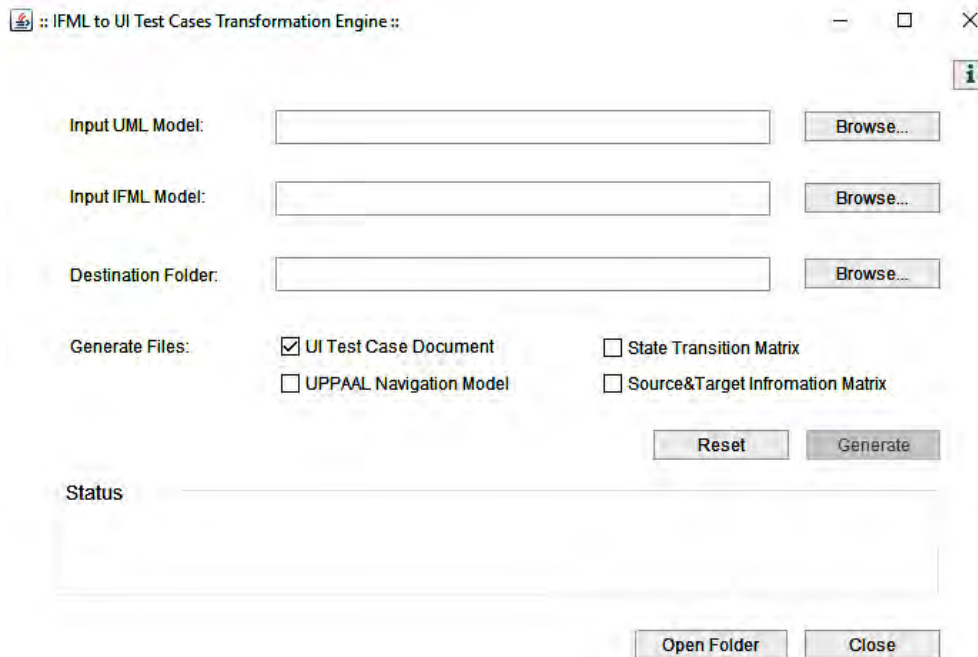 :: IFML to UI Test Cases Transformation Engine ::
i
Input UML Model: Browse...
Input IFML Model: Browse...
Destination Folder: Browse...
Generate Files: UI Test Case Document State Transition Matrix
UPPAAL Navigation Model Source&Target Infromation Matrix
Reset Generate
Status
Open Folder Close